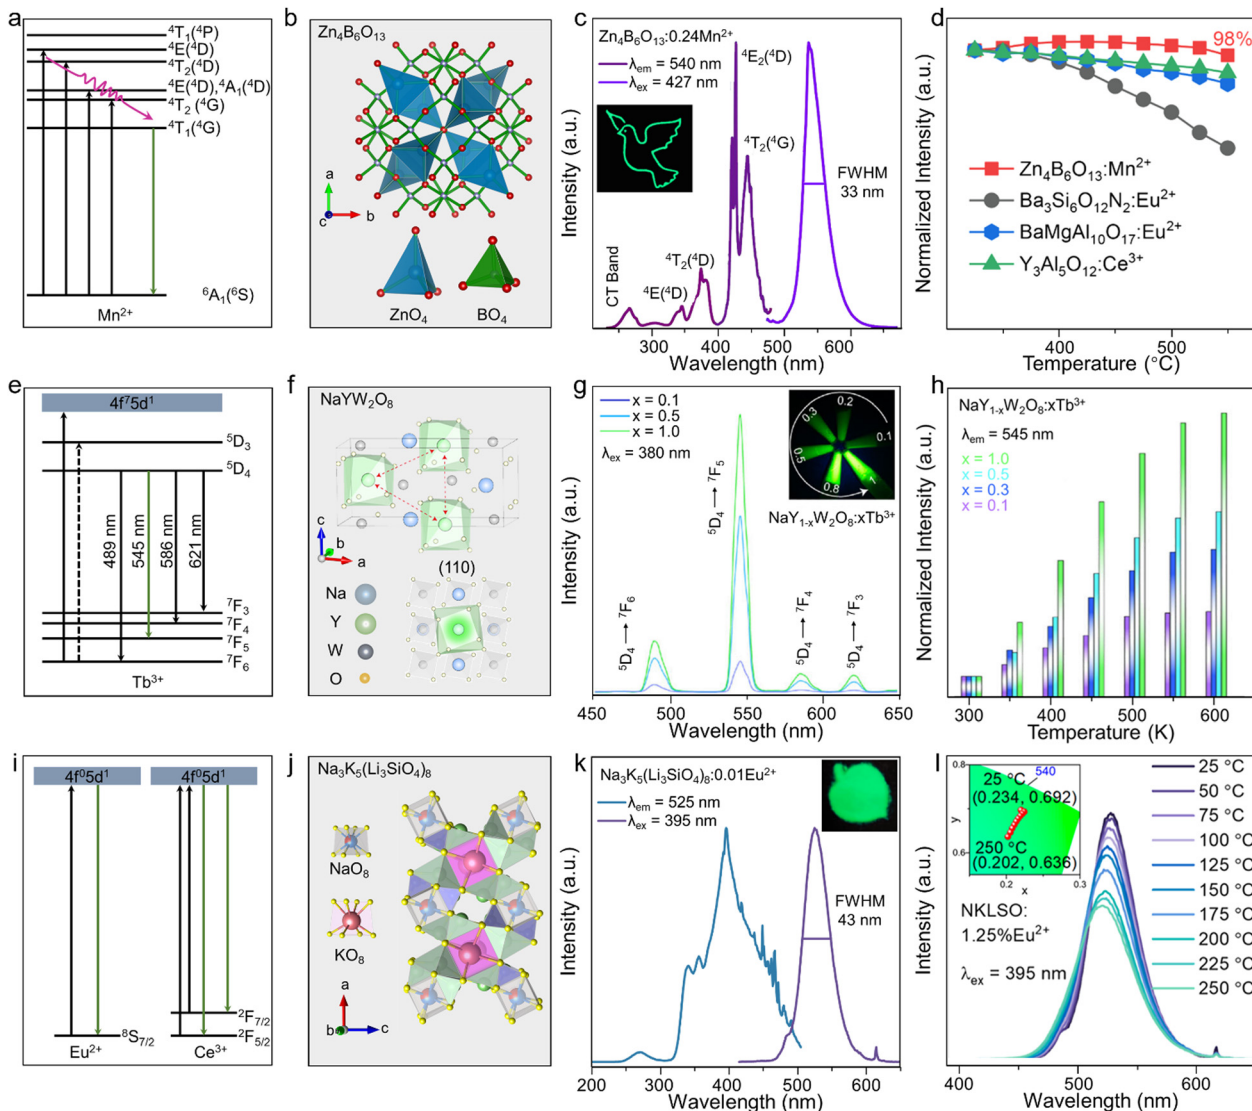 a
⁴T₁(⁴P)
⁴E(⁴D)
⁴T₂(⁴D)
⁴E(⁴D),⁴A₁(⁴D)
⁴T₂ (⁴G)
⁴T₁(⁴G)
⁶A₁(⁶S)
Mn²⁺
b
Zn₄B₆O₁₃
a
c
b
ZnO₄
BO₄
c
Zn₄B₆O₁₃:0.24Mn²⁺
λem = 540 nm
λex = 427 nm
⁴E₂(⁴D)
⁴T₂(⁴G)
FWHM
33 nm
⁴T₂(⁴D)
⁴E(⁴D)
CT Band
Intensity (a.u.)
300 400 500 600
Wavelength (nm)
d
98%
Zn₄B₆O₁₃:Mn²⁺
Ba₃Si₆O₁₂N₂:Eu²⁺
BaMgAl₁₀O₁₇:Eu²⁺
Y₃Al₅O₁₂:Ce³⁺
Normalized Intensity (a.u.)
400 500
Temperature (°C)
e
4f⁷5d¹
⁵D₃
⁵D₄
489 nm
545 nm
586 nm
621 nm
⁷F₃
⁷F₄
⁷F₅
⁷F₆
Tb³⁺
f
NaYW₂O₈
c
b
a
(110)
Na
Y
W
O
g
x = 0.1
x = 0.5
x = 1.0
λex = 380 nm
0.3
0.2
0.1
0.5
0.8
1
NaY₁₋ₓW₂O₈:xTb³⁺
⁵D₄ → ⁷F₆
⁵D₄ → ⁷F₅
⁵D₄ → ⁷F₄
⁵D₄ → ⁷F₃
Intensity (a.u.)
450 500 550 600 650
Wavelength (nm)
h
NaY₁₋ₓW₂O₈:xTb³⁺
λem = 545 nm
x = 1.0
x = 0.5
x = 0.3
x = 0.1
Normalized Intensity (a.u.)
300 400 500 600
Temperature (K)
i
4f⁰5d¹
4f⁰5d¹
⁸S₇/₂
²F₇/₂
²F₅/₂
Eu²⁺
Ce³⁺
j
Na₃K₅(Li₃SiO₄)₈
NaO₈
KO₈
a
b
c
k
Na₃K₅(Li₃SiO₄)₈:0.01Eu²⁺
λem = 525 nm
λex = 395 nm
FWHM
43 nm
Intensity (a.u.)
200 300 400 500 600
Wavelength (nm)
l
0.8
25 °C
540
(0.234, 0.692)
y
0.6
250 °C
(0.202, 0.636)
0.2
0.3
x
NKLSO:
1.25%Eu²⁺
λex = 395 nm
25 °C
50 °C
75 °C
100 °C
125 °C
150 °C
175 °C
200 °C
225 °C
250 °C
Intensity (a.u.)
400 500 600
Wavelength (nm)